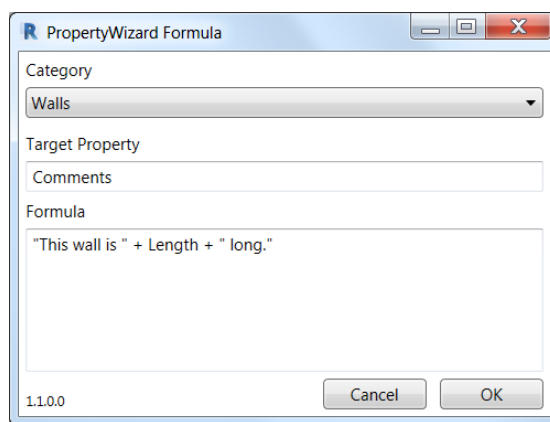 R PropertyWizard Formula
Category
Walls
Target Property
Comments
Formula
"This wall is " + Length + " long."
1.1.0.0
Cancel
OK